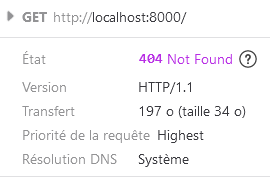 GET http://localhost:8000/
État 404 Not Found ?
Version HTTP/1.1
Transfert 197 o (taille 34 o)
Priorité de la requête Highest
Résolution DNS Système